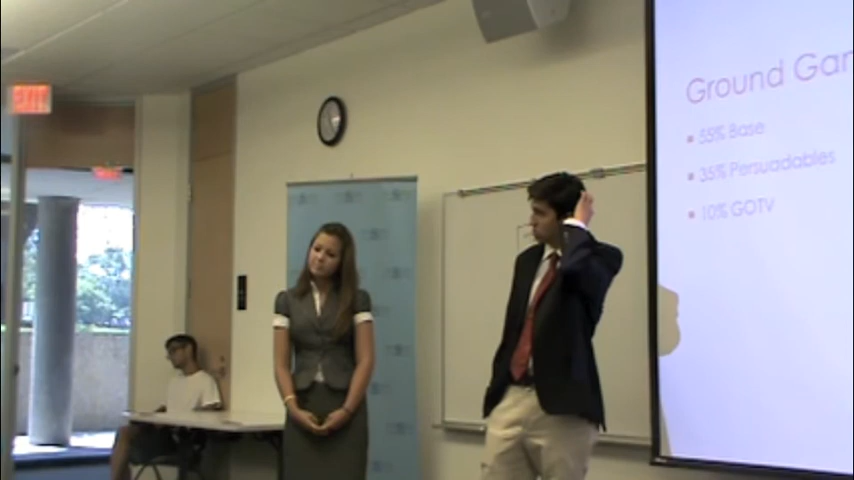 EXIT
Ground Gam
55% Base
35% Persuadables
10% GOTV